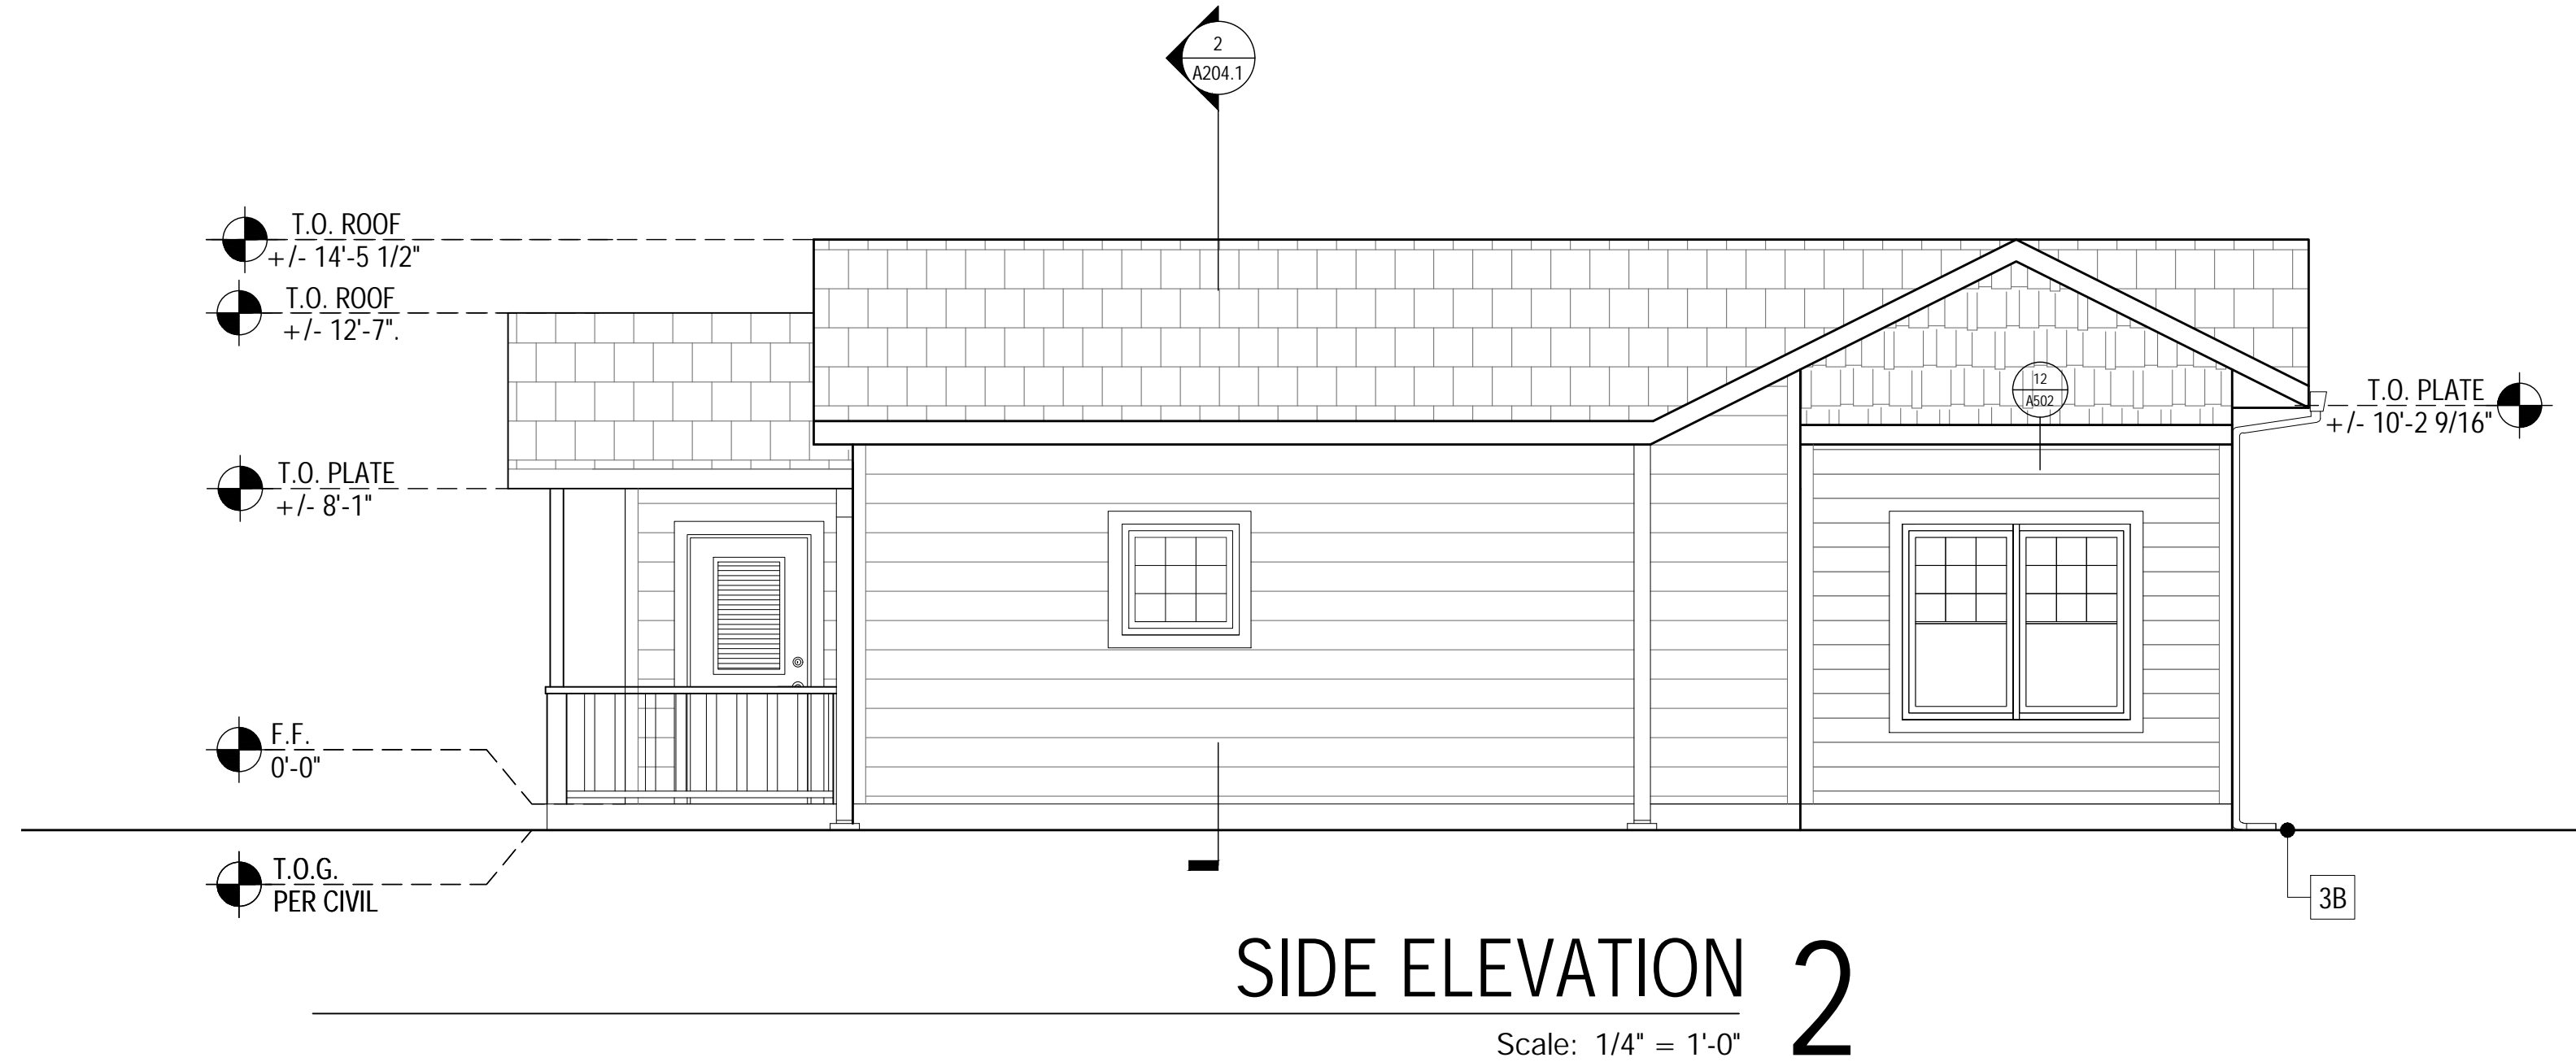 2
A204.1
T.O. ROOF
+/- 14'-5 1/2"
T.O. ROOF
+/- 12'-7".
12
A502
T.O. PLATE
+/- 10'-2 9/16"
T.O. PLATE
+/- 8'-1"
F.F.
0'-0"
T.O.G.
PER CIVIL
3B
SIDE ELEVATION 2
Scale: 1/4" = 1'-0"